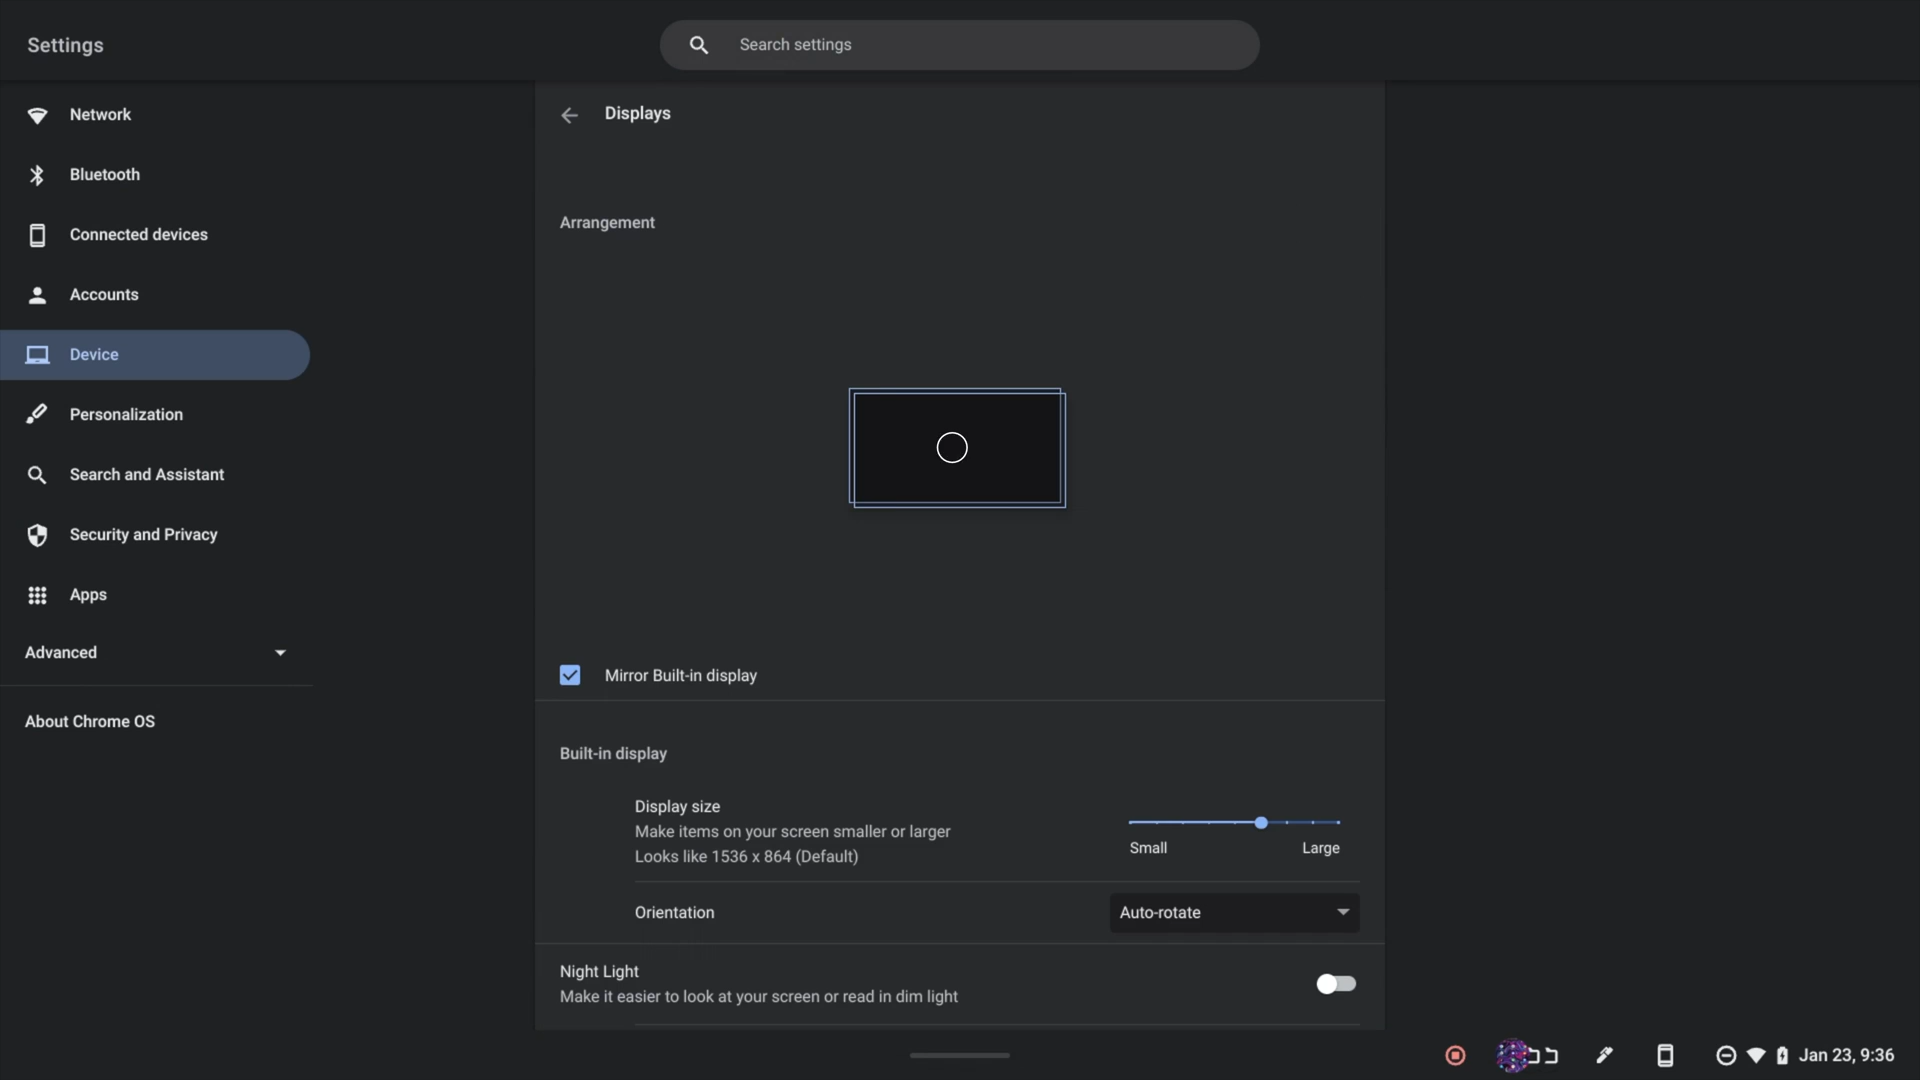 Settings
Search settings
Network
Bluetooth
Connected devices
Accounts
Device
Personalization
Search and Assistant
Security and Privacy
Apps
Advanced
About Chrome OS
Displays
Arrangement
Mirror Built-in display
Built-in display
Display size
Make items on your screen smaller or larger
Looks like 1536 x 864 (Default)
Small Large
Orientation
Auto-rotate
Night Light
Make it easier to look at your screen or read in dim light
Jan 23, 9:36